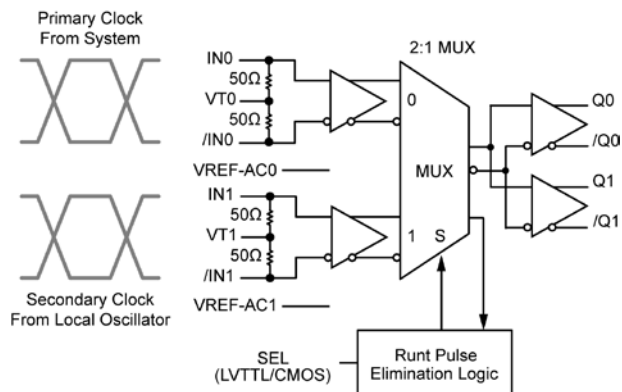 Primary Clock
From System
IN0
50Ω
VT0
50Ω
/IN0
VREF-AC0
IN1
50Ω
VT1
50Ω
/IN1
VREF-AC1
Secondary Clock
From Local Oscillator
2:1 MUX
0
MUX
1
S
Q0
/Q0
Q1
/Q1
SEL
(LVTTL/CMOS)
Runt Pulse
Elimination Logic